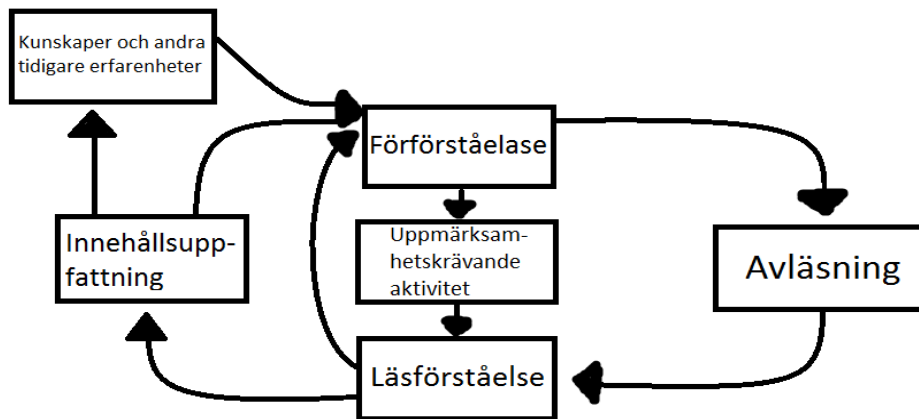 Kunskaper och andra
tidigare erfarenheter
Förförståelase
Uppmärksam-
hetskrävande
aktivitet
Innehållsupp-
fattning
Avläsning
Läsförståelse